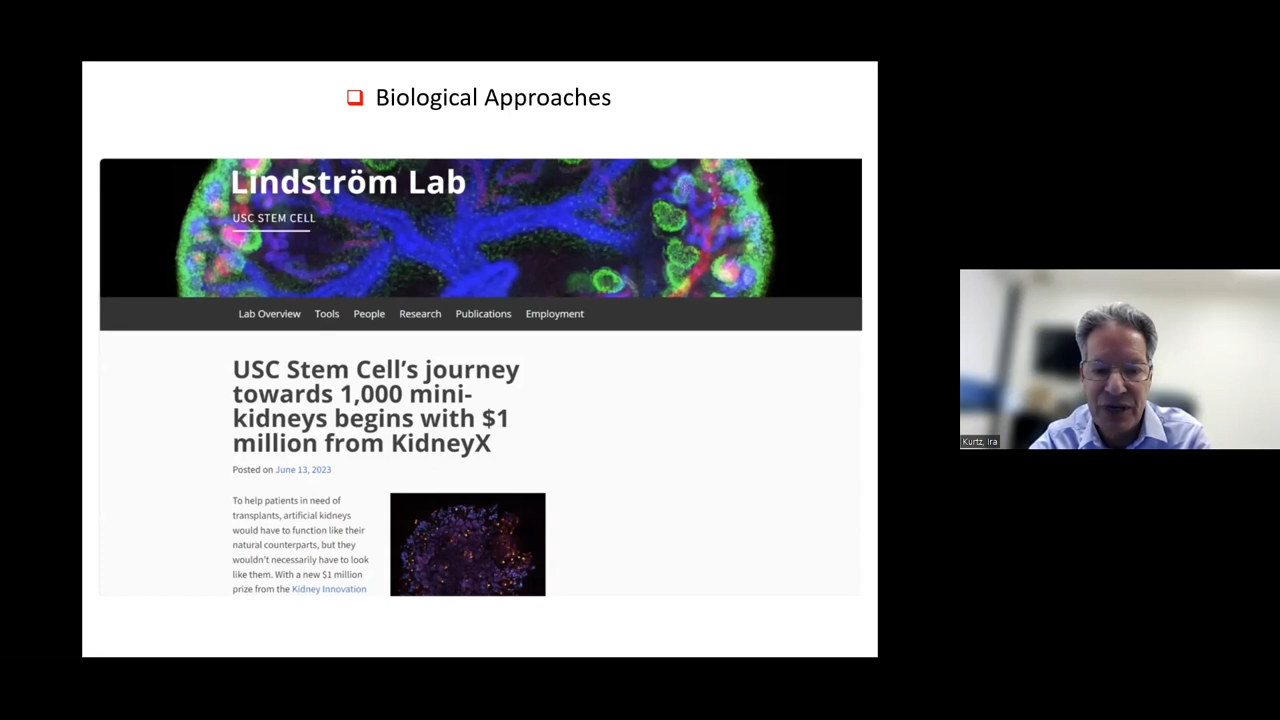 Biological Approaches
Lindström Lab
USC STEM CELL
Lab Overview Tools People Research Publications Employment
USC Stem Cell’s journey
towards 1,000 mini-
kidneys begins with $1
million from KidneyX
Posted on June 13, 2023
To help patients in need of
transplants, artificial kidneys
would have to function like their
natural counterparts, but they
wouldn’t necessarily have to look
like them. With a new $1 million
prize from the Kidney Innovation
Kurtz, Ira